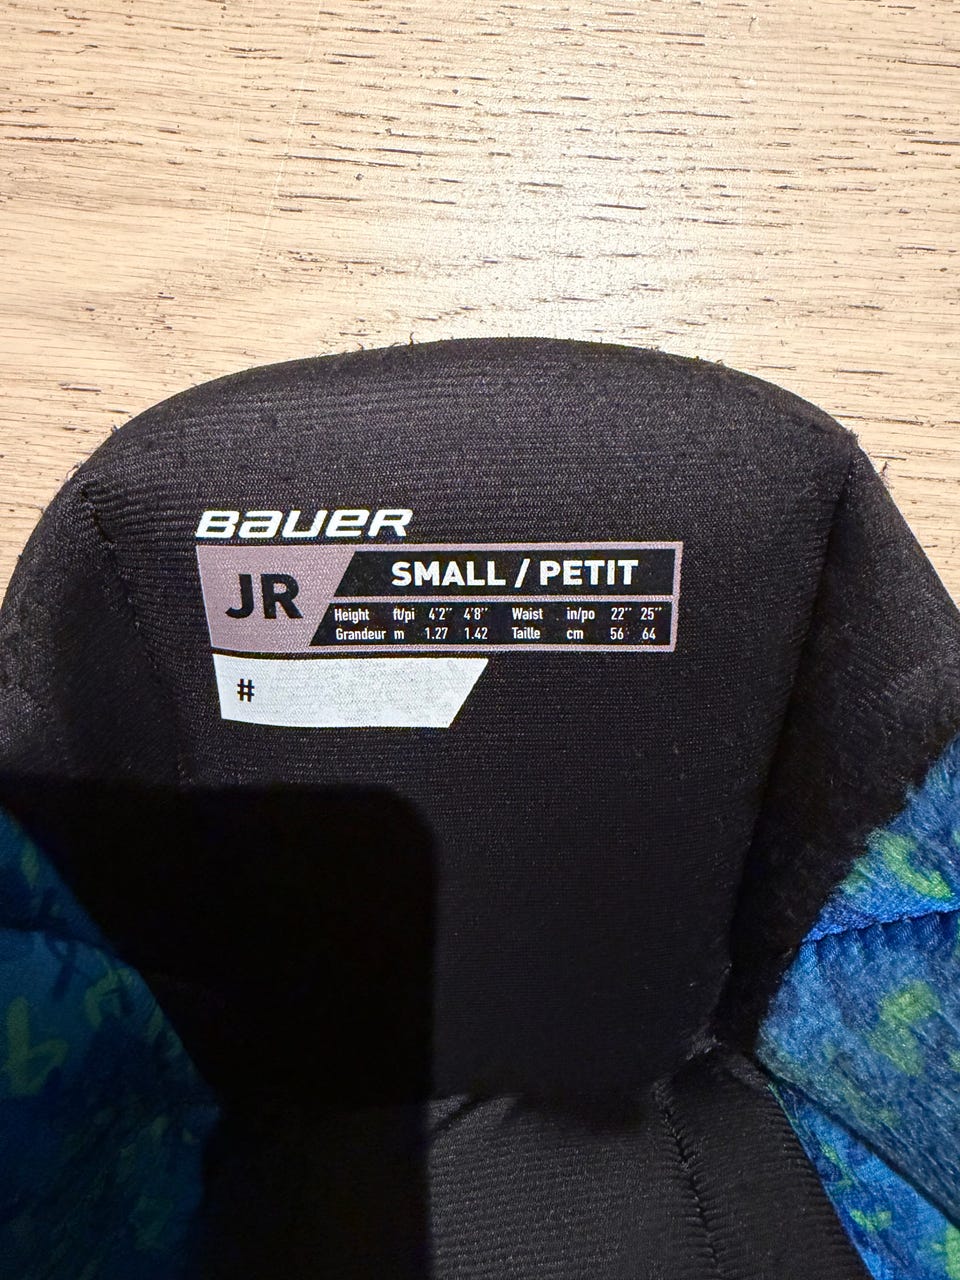 BAUER
JR
SMALL / PETIT
Height ft/pi 4'2'' 4'8'' Waist in/po 22'' 25''
Grandeur m 1.27 1.42 Taille cm 56 64
#